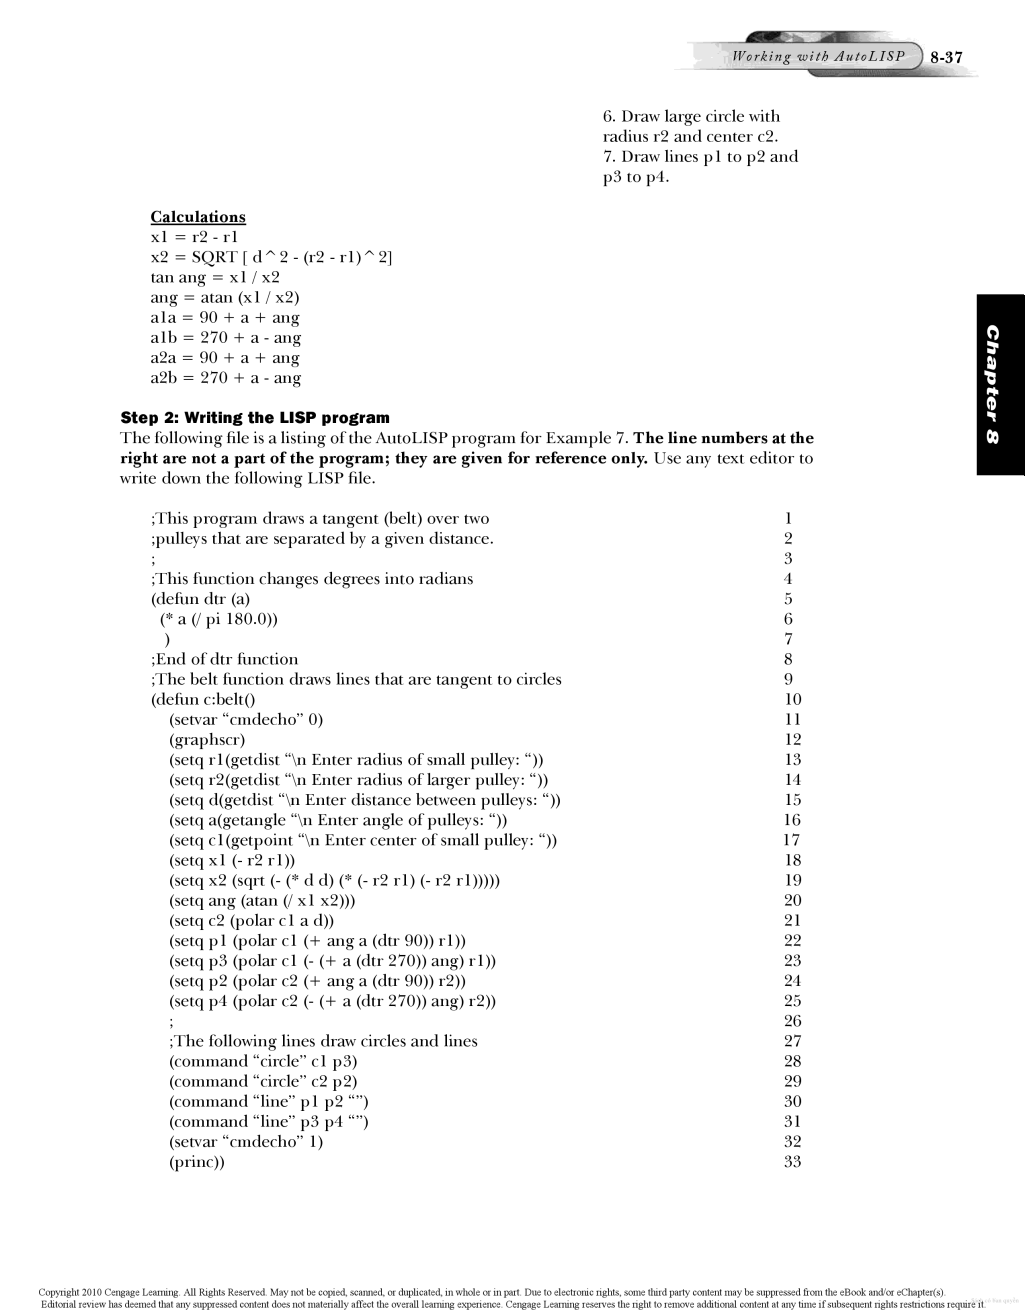 Working with AutoLISP 8-37
6. Draw large circle with
radius r2 and center c2.
7. Draw lines p1 to p2 and
p3 to p4.
Calculations
x1 = r2 - r1
x2 = SQRT [ d^2 - (r2 - r1)^2]
tan ang = x1 / x2
ang = atan (x1 / x2)
a1a = 90 + a + ang
a1b = 270 + a - ang
a2a = 90 + a + ang
a2b = 270 + a - ang
Chapter 8
Step 2: Writing the LISP program
The following file is a listing of the AutoLISP program for Example 7. The line numbers at the
right are not a part of the program; they are given for reference only. Use any text editor to
write down the following LISP file.
;This program draws a tangent (belt) over two 1
;pulleys that are separated by a given distance. 2
; 3
;This function changes degrees into radians 4
(defun dtr (a) 5
(* a (/ pi 180.0)) 6
) 7
;End of dtr function 8
;The belt function draws lines that are tangent to circles 9
(defun c:belt() 10
(setvar “cmdecho” 0) 11
(graphscr) 12
(setq r1(getdist “\n Enter radius of small pulley: “)) 13
(setq r2(getdist “\n Enter radius of larger pulley: “)) 14
(setq d(getdist “\n Enter distance between pulleys: “)) 15
(setq a(getangle “\n Enter angle of pulleys: “)) 16
(setq c1(getpoint “\n Enter center of small pulley: “)) 17
(setq x1 (- r2 r1)) 18
(setq x2 (sqrt (- (* d d) (* (- r2 r1) (- r2 r1))))) 19
(setq ang (atan (/ x1 x2))) 20
(setq c2 (polar c1 a d)) 21
(setq p1 (polar c1 (+ ang a (dtr 90)) r1)) 22
(setq p3 (polar c1 (- (+ a (dtr 270)) ang) r1)) 23
(setq p2 (polar c2 (+ ang a (dtr 90)) r2)) 24
(setq p4 (polar c2 (- (+ a (dtr 270)) ang) r2)) 25
; 26
;The following lines draw circles and lines 27
(command “circle” c1 p3) 28
(command “circle” c2 p2) 29
(command “line” p1 p2 “”) 30
(command “line” p3 p4 “”) 31
(setvar “cmdecho” 1) 32
(princ)) 33
Copyright 2010 Cengage Learning. All Rights Reserved. May not be copied, scanned, or duplicated, in whole or in part. Due to electronic rights, some third party content may be suppressed from the eBook and/or eChapter(s).
Editorial review has deemed that any suppressed content does not materially affect the overall learning experience. Cengage Learning reserves the right to remove additional content at any time if subsequent rights restrictions require it